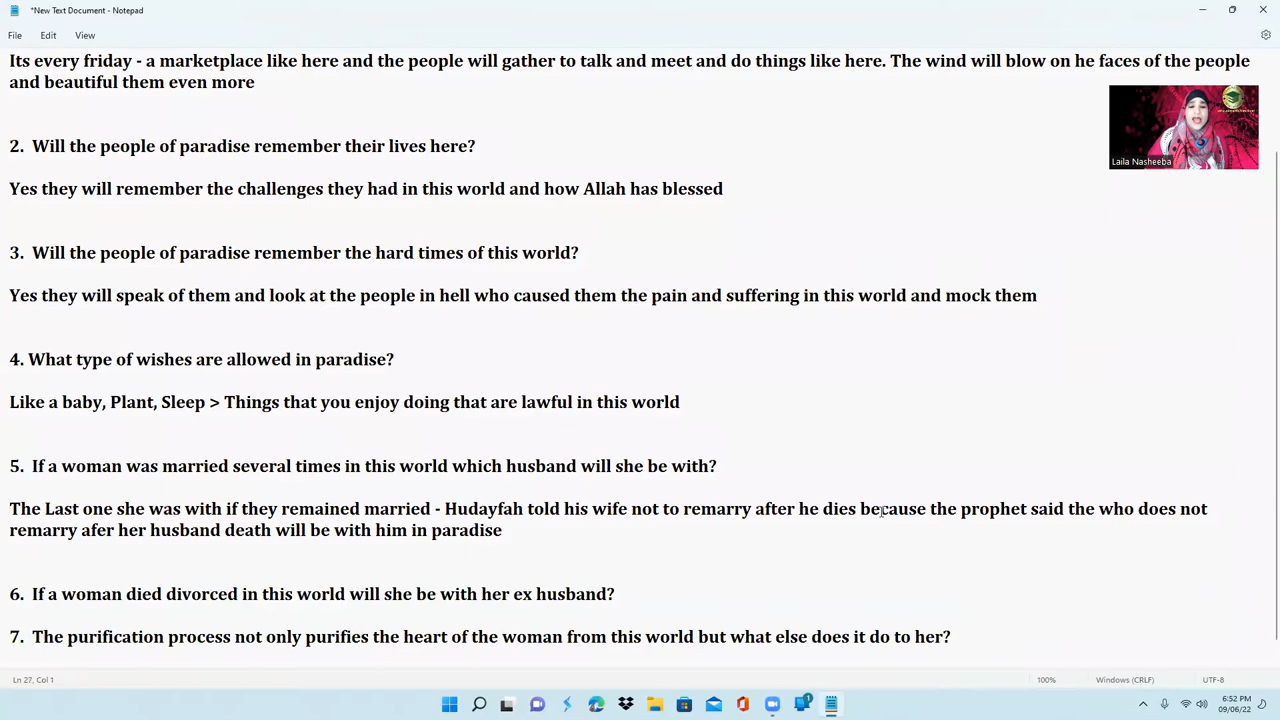 *New Text Document - Notepad
File Edit View
Its every friday - a marketplace like here and the people will gather to talk and meet and do things like here. The wind will blow on he faces of the people
and beautiful them even more
2. Will the people of paradise remember their lives here?
Yes they will remember the challenges they had in this world and how Allah has blessed
3. Will the people of paradise remember the hard times of this world?
Yes they will speak of them and look at the people in hell who caused them the pain and suffering in this world and mock them
4. What type of wishes are allowed in paradise?
Like a baby, Plant, Sleep > Things that you enjoy doing that are lawful in this world
5. If a woman was married several times in this world which husband will she be with?
The Last one she was with if they remained married - Hudayfah told his wife not to remarry after he dies because the prophet said the who does not
remarry afer her husband death will be with him in paradise
6. If a woman died divorced in this world will she be with her ex husband?
7. The purification process not only purifies the heart of the woman from this world but what else does it do to her?
Laila Nasheeba
Ln 27, Col 1 100% Windows (CRLF) UTF-8
1
6:52 PM
09/06/22